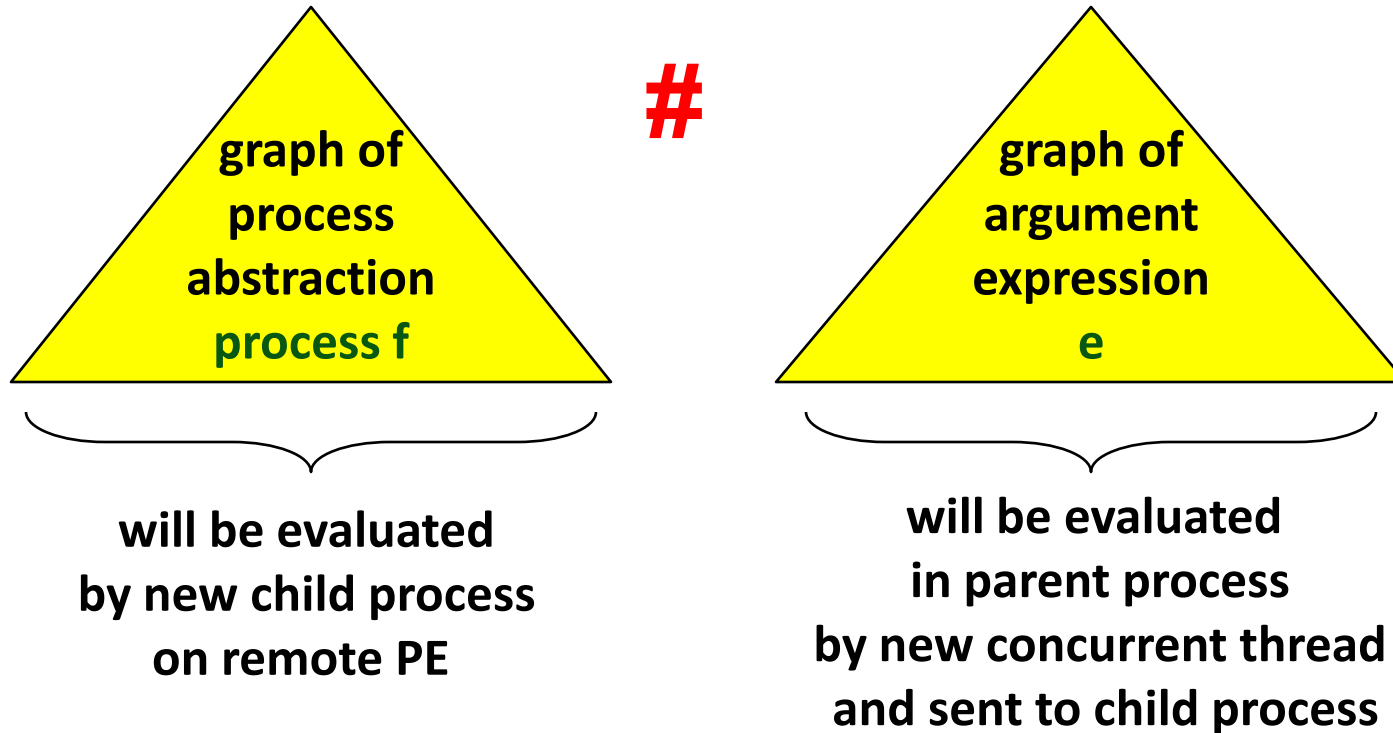 graph of
process
abstraction
process f
#
graph of
argument
expression
e
will be evaluated
by new child process
on remote PE
will be evaluated
in parent process
by new concurrent thread
and sent to child process